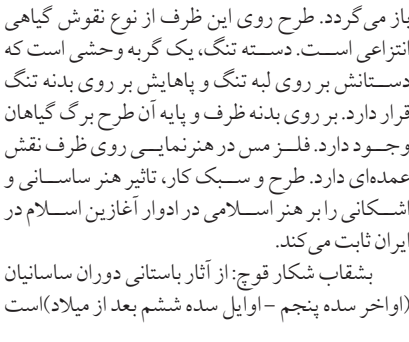 باز می‌گردد. طرح روی این ظرف از نوع نقوش گیاهی
انتزاعی است. دسته تنگ، یک گربه وحشی است که
دستانش بر روی لبه تنگ و پاهایش بر روی بدنه تنگ
قرار دارد. بر روی بدنه ظرف و پایه آن طرح برگ گیاهان
وجود دارد. فلز مس در هنرنمایی روی ظرف نقش
عمده‌ای دارد. طرح و سبک کار، تاثیر هنر ساسانی و
اشکانی را بر هنر اسلامی در ادوار آغازین اسلام در
ایران ثابت می‌کند.
بشقاب شکار قوچ: از آثار باستانی دوران ساسانیان
(اواخر سده پنجم – اوایل سده ششم بعد از میلاد)است